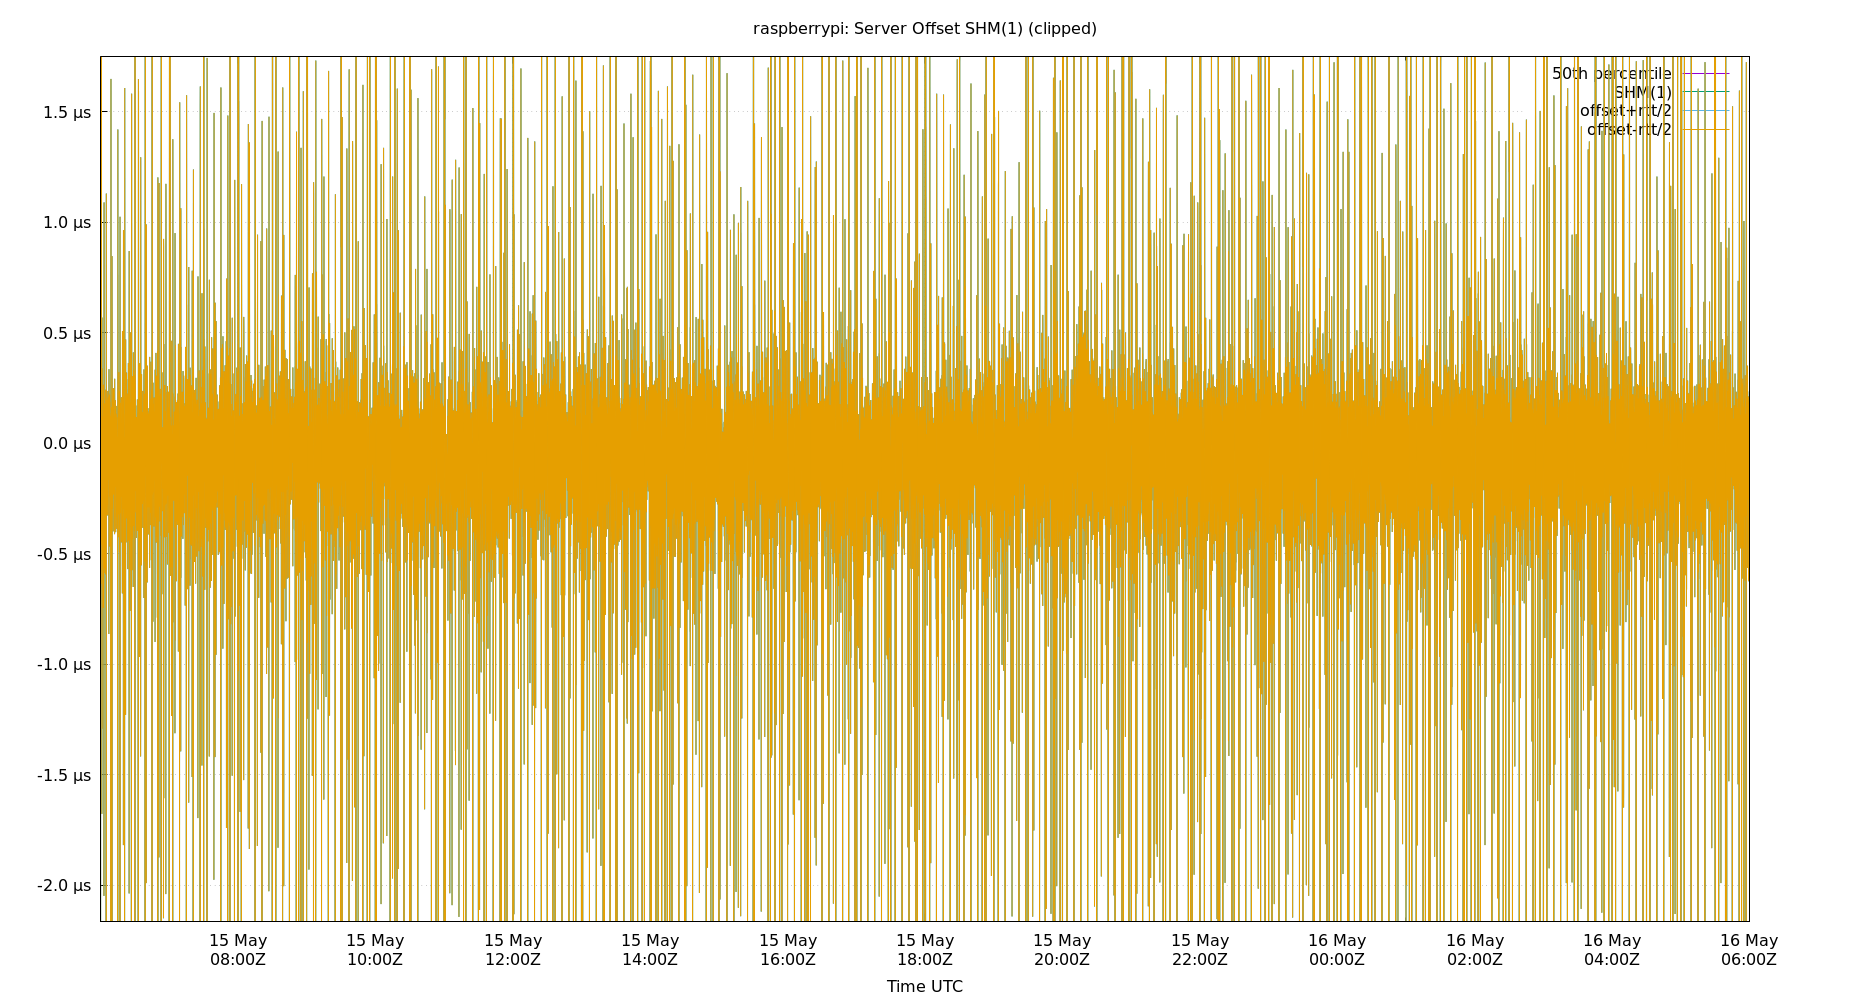 raspberrypi: Server Offset SHM(1) (clipped)
50th percentile
SHM(1)
offset+rtt/2
offset-rtt/2
1.5 µs
1.0 µs
0.5 µs
0.0 µs
-0.5 µs
-1.0 µs
-1.5 µs
-2.0 µs
15 May 15 May 15 May 15 May 15 May 15 May 15 May 15 May 16 May 16 May 16 May 16 May
08:00Z 10:00Z 12:00Z 14:00Z 16:00Z 18:00Z 20:00Z 22:00Z 00:00Z 02:00Z 04:00Z 06:00Z
Time UTC